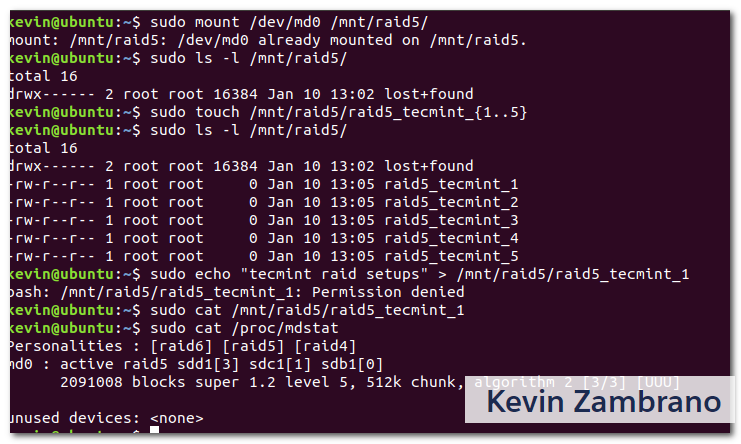 kevin@ubuntu:~$ sudo mount /dev/md0 /mnt/raid5/
mount: /mnt/raid5: /dev/md0 already mounted on /mnt/raid5.
kevin@ubuntu:~$ sudo ls -l /mnt/raid5/
total 16
drwx------ 2 root root 16384 Jan 10 13:02 lost+found
kevin@ubuntu:~$ sudo touch /mnt/raid5/raid5_tecmint_{1..5}
kevin@ubuntu:~$ sudo ls -l /mnt/raid5/
total 16
drwx------ 2 root root 16384 Jan 10 13:02 lost+found
-rw-r--r-- 1 root root     0 Jan 10 13:05 raid5_tecmint_1
-rw-r--r-- 1 root root     0 Jan 10 13:05 raid5_tecmint_2
-rw-r--r-- 1 root root     0 Jan 10 13:05 raid5_tecmint_3
-rw-r--r-- 1 root root     0 Jan 10 13:05 raid5_tecmint_4
-rw-r--r-- 1 root root     0 Jan 10 13:05 raid5_tecmint_5
kevin@ubuntu:~$ sudo echo "tecmint raid setups" > /mnt/raid5/raid5_tecmint_1
bash: /mnt/raid5/raid5_tecmint_1: Permission denied
kevin@ubuntu:~$ sudo cat /mnt/raid5/raid5_tecmint_1
kevin@ubuntu:~$ sudo cat /proc/mdstat
Personalities : [raid6] [raid5] [raid4]
md0 : active raid5 sdd1[3] sdc1[1] sdb1[0]
      2091008 blocks super 1.2 level 5, 512k chunk, algorithm 2 [3/3] [UUU]
Kevin Zambrano
unused devices: <none>
kevin@ubuntu:~$